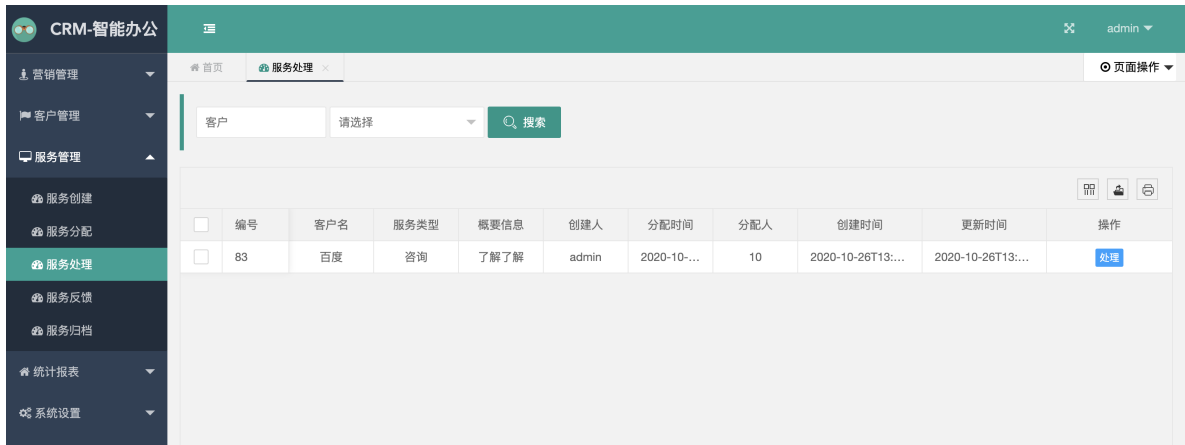 CRM-智能办公
admin
营销管理
客户管理
服务管理
服务创建
服务分配
服务处理
服务反馈
服务归档
统计报表
系统设置
首页 服务处理 页面操作
客户 请选择 搜索
编号 客户名 服务类型 概要信息 创建人 分配时间 分配人 创建时间 更新时间 操作
83 百度 咨询 了解了解 admin 2020-10-... 10 2020-10-26T13:... 2020-10-26T13:... 处理